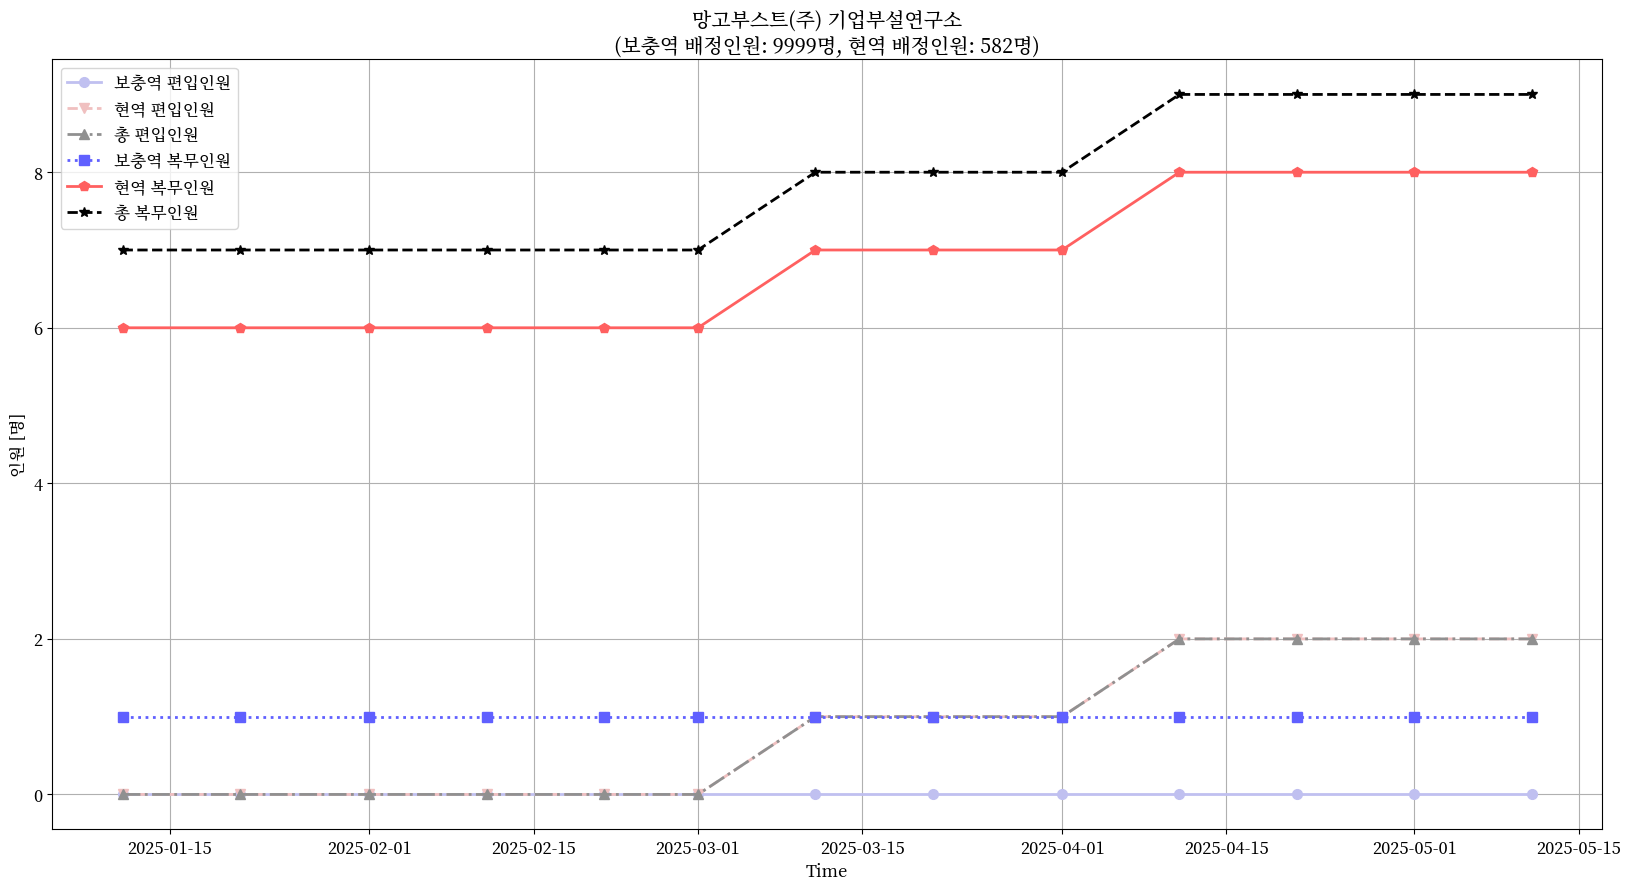 망고부스트(주) 기업부설연구소
(보충역 배정인원: 9999명, 현역 배정인원: 582명)
보충역 편입인원
현역 편입인원
총 편입인원
보충역 복무인원
현역 복무인원
총 복무인원
인원 [명]
8
6
4
2
0
2025-01-15
2025-02-01
2025-02-15
2025-03-01
2025-03-15
2025-04-01
2025-04-15
2025-05-01
2025-05-15
Time